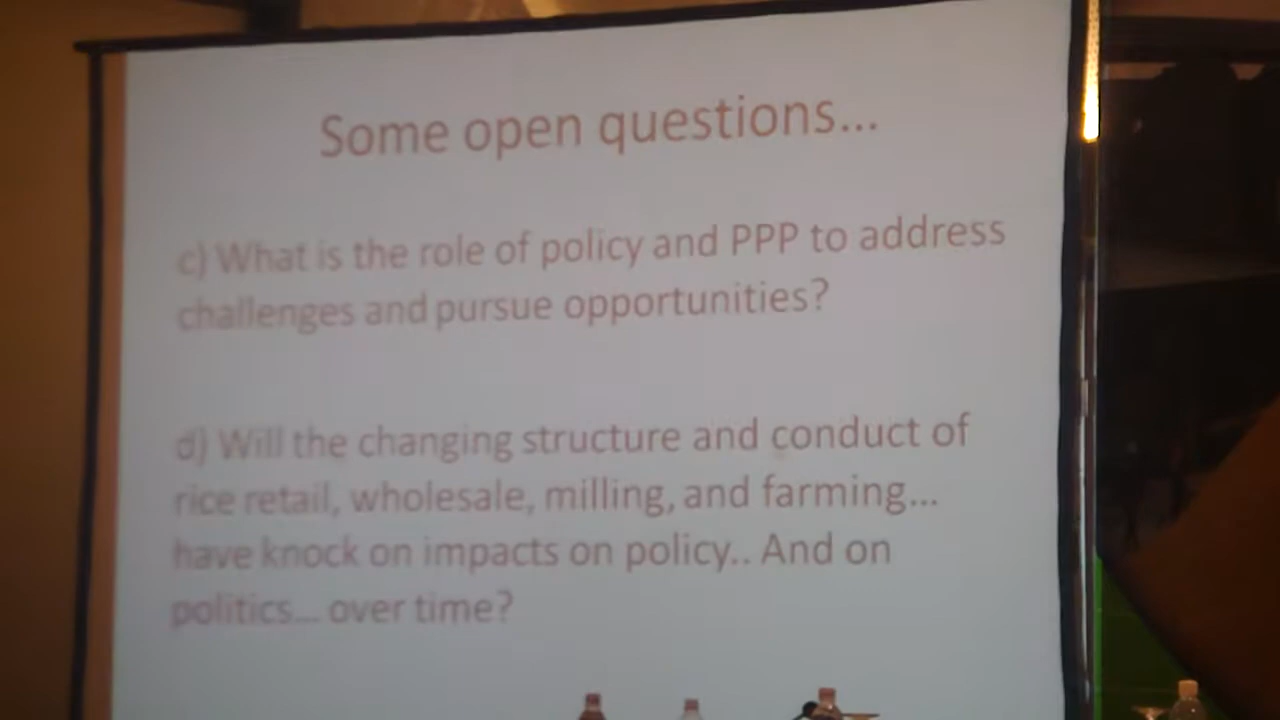 Some open questions...
c) What is the role of policy and PPP to address
challenges and pursue opportunities?
d) Will the changing structure and conduct of
rice retail, wholesale, milling, and farming...
have knock on impacts on policy.. And on
politics... over time?